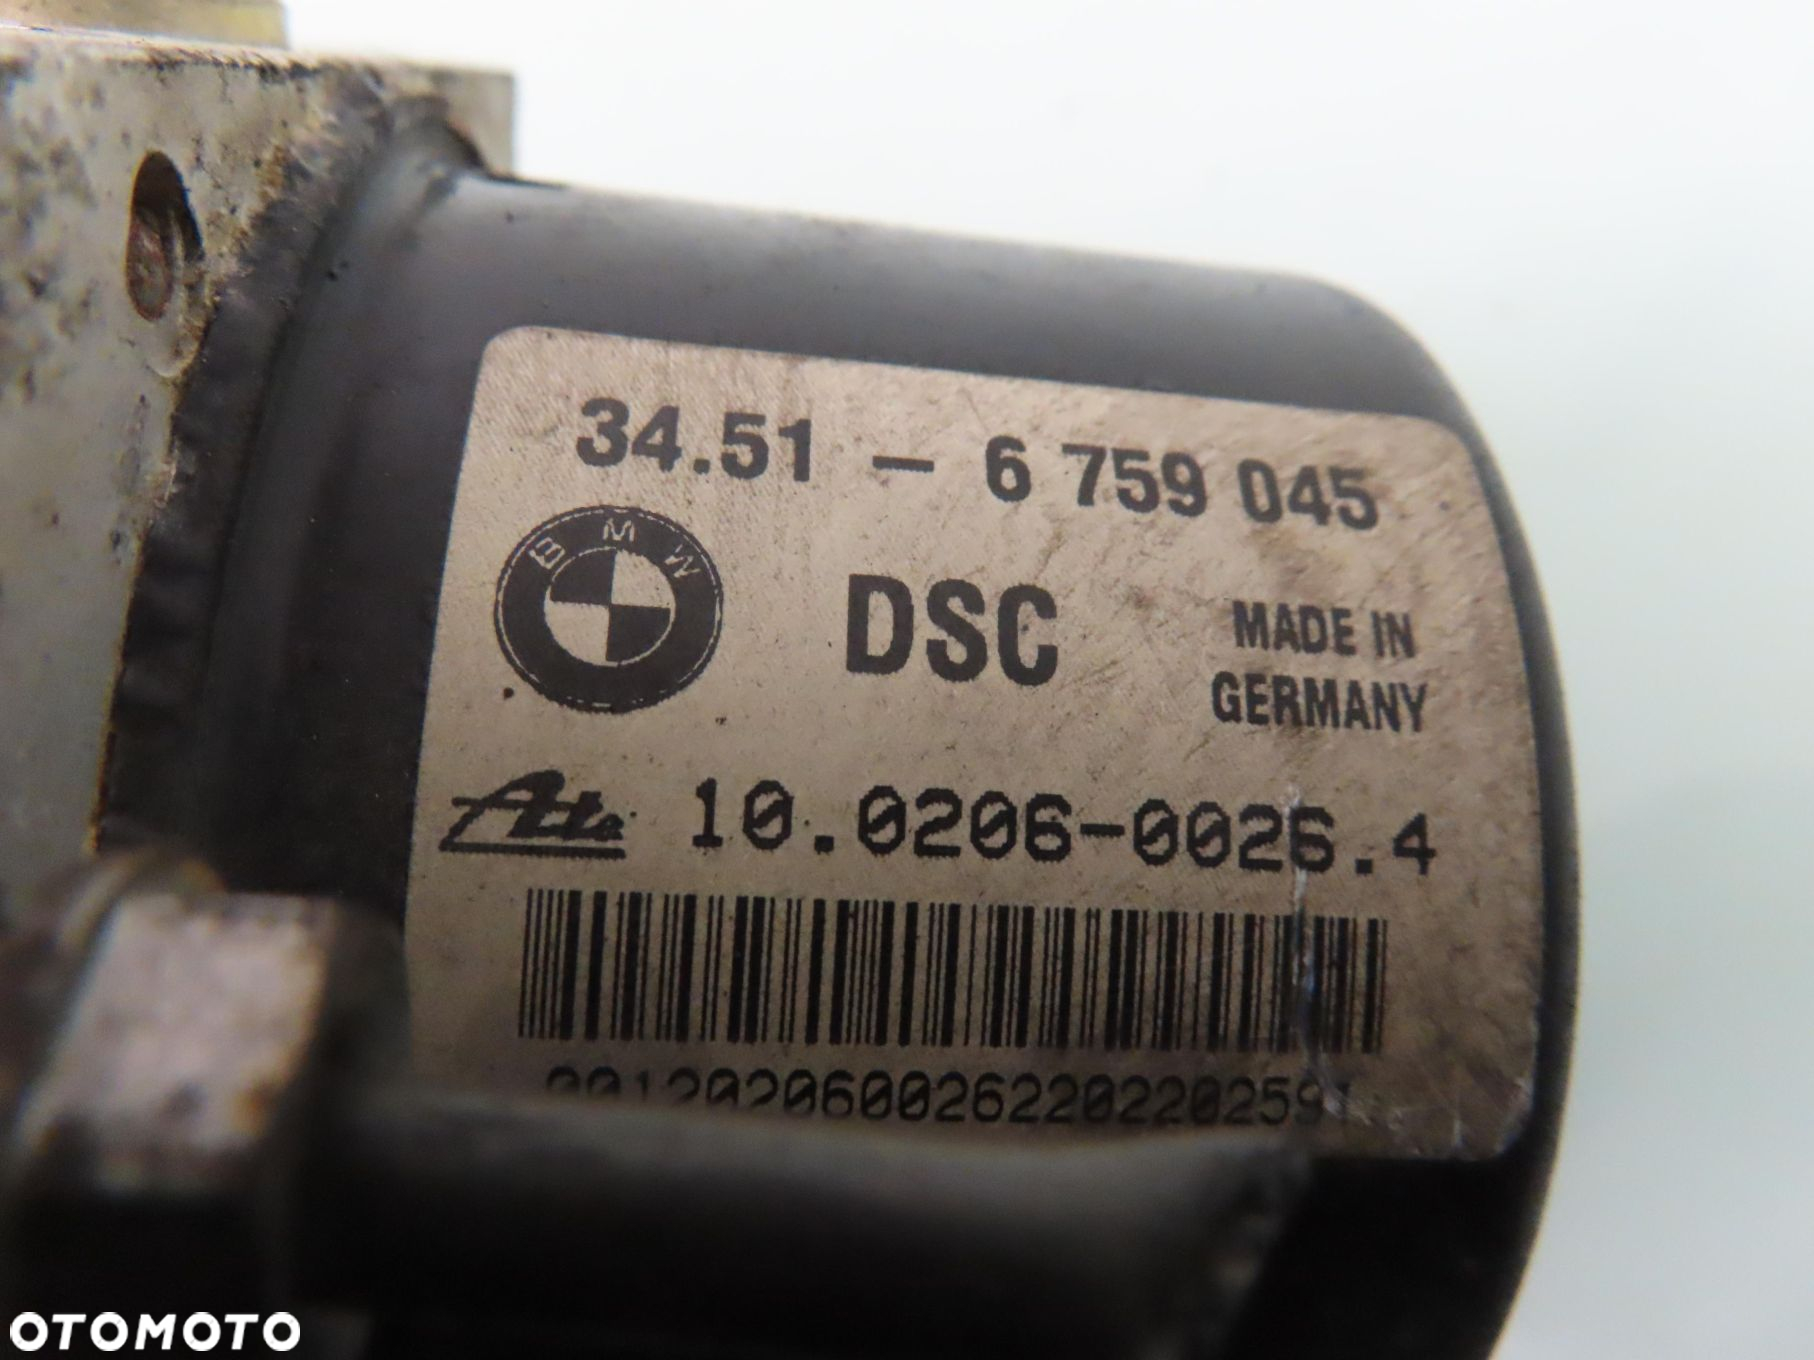 34.51 - 6 759 045
BMW
DSC
MADE IN
GERMANY
Ate 10.0206-0026.4
OTOMOTO